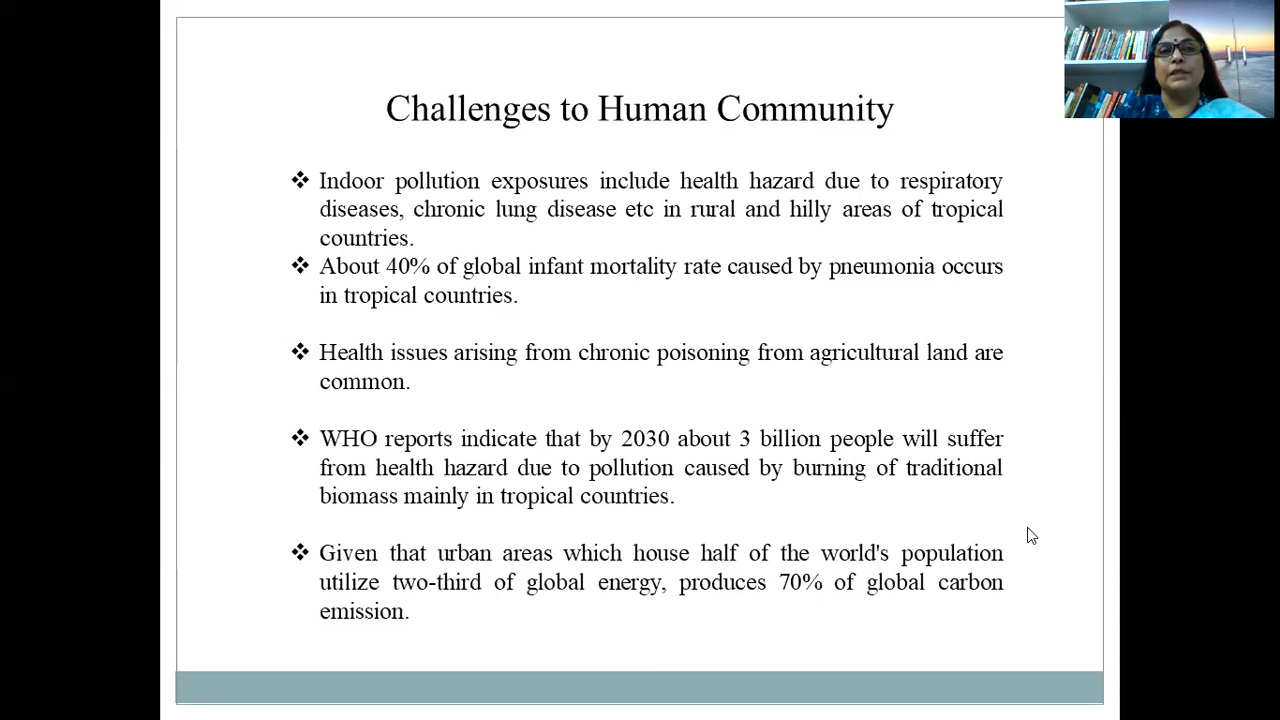 Challenges to Human Community
❖ Indoor pollution exposures include health hazard due to respiratory
diseases, chronic lung disease etc in rural and hilly areas of tropical
countries.
❖ About 40% of global infant mortality rate caused by pneumonia occurs
in tropical countries.
❖ Health issues arising from chronic poisoning from agricultural land are
common.
❖ WHO reports indicate that by 2030 about 3 billion people will suffer
from health hazard due to pollution caused by burning of traditional
biomass mainly in tropical countries.
❖ Given that urban areas which house half of the world's population
utilize two-third of global energy, produces 70% of global carbon
emission.